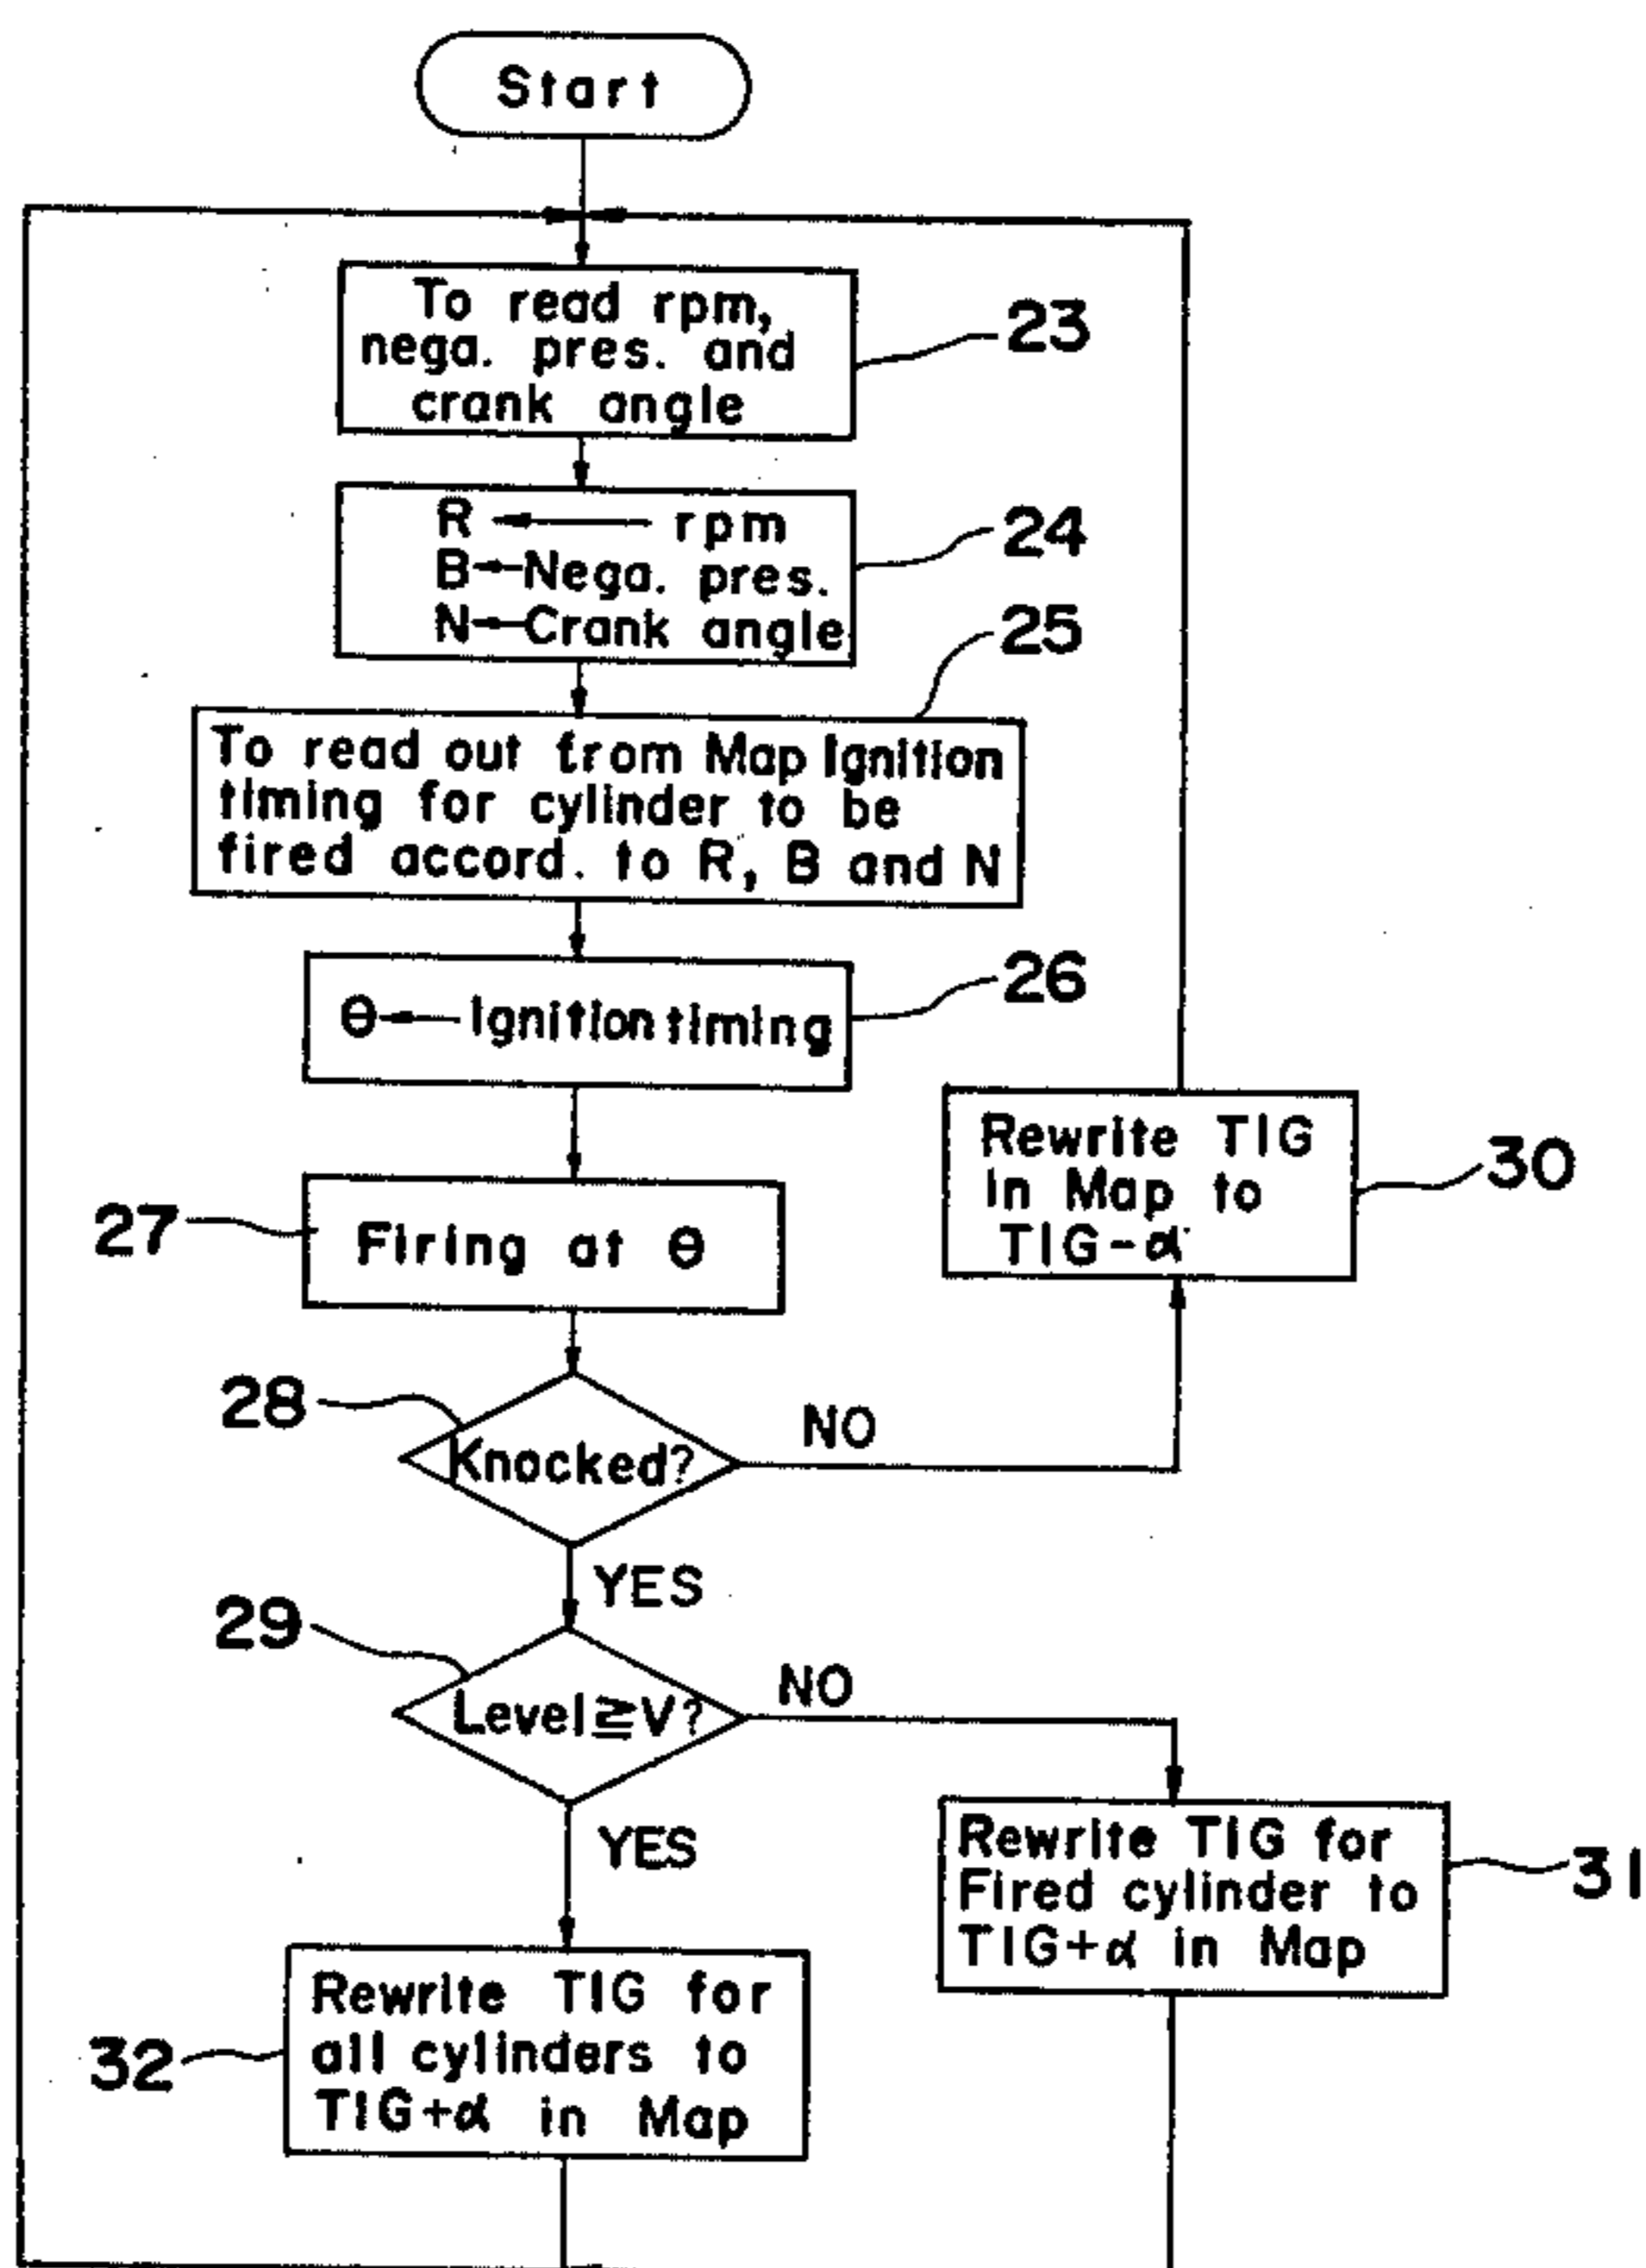 Start
To read rpm,
nega. pres. and
crank angle
23
R ← rpm
B←Nega. pres.
N←Crank angle
24
25
To read out from Map Ignition
timing for cylinder to be
fired accord. to R, B and N
Θ← Ignition timing
26
Rewrite TIG
in Map to
TIG-α
30
27
Firing at Θ
28
Knocked?
NO
YES
29
Level≧V?
NO
YES
Rewrite TIG for
Fired cylinder to
TIG+α in Map
31
32
Rewrite TIG for
all cylinders to
TIG+α in Map